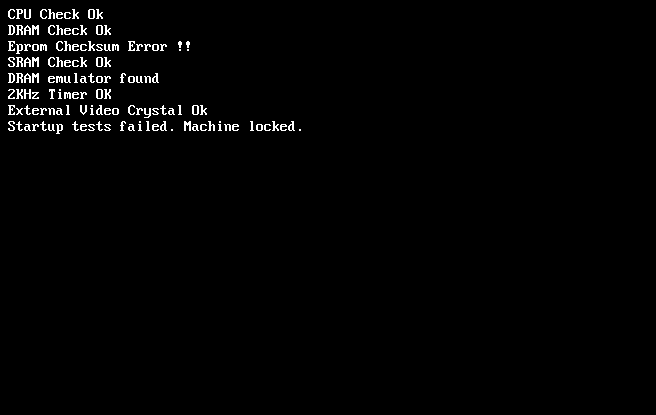 CPU Check Ok
DRAM Check Ok
Eprom Checksum Error !!
SRAM Check Ok
DRAM emulator found
2KHz Timer OK
External Video Crystal Ok
Startup tests failed. Machine locked.